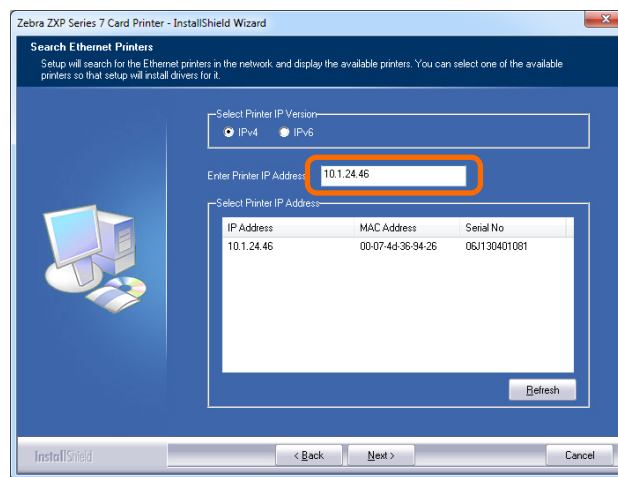 Zebra ZXP Series 7 Card Printer - InstallShield Wizard
Search Ethernet Printers
Setup will search for the Ethernet printers in the network and display the available printers. You can select one of the available
printers so that setup will install drivers for it.
Select Printer IP Version
IPv4 IPv6
Enter Printer IP Address 10.1.24.46
Select Printer IP Address
IP Address MAC Address Serial No
10.1.24.46 00-07-4d-36-94-26 06J130401081
Refresh
InstallShield < Back Next > Cancel